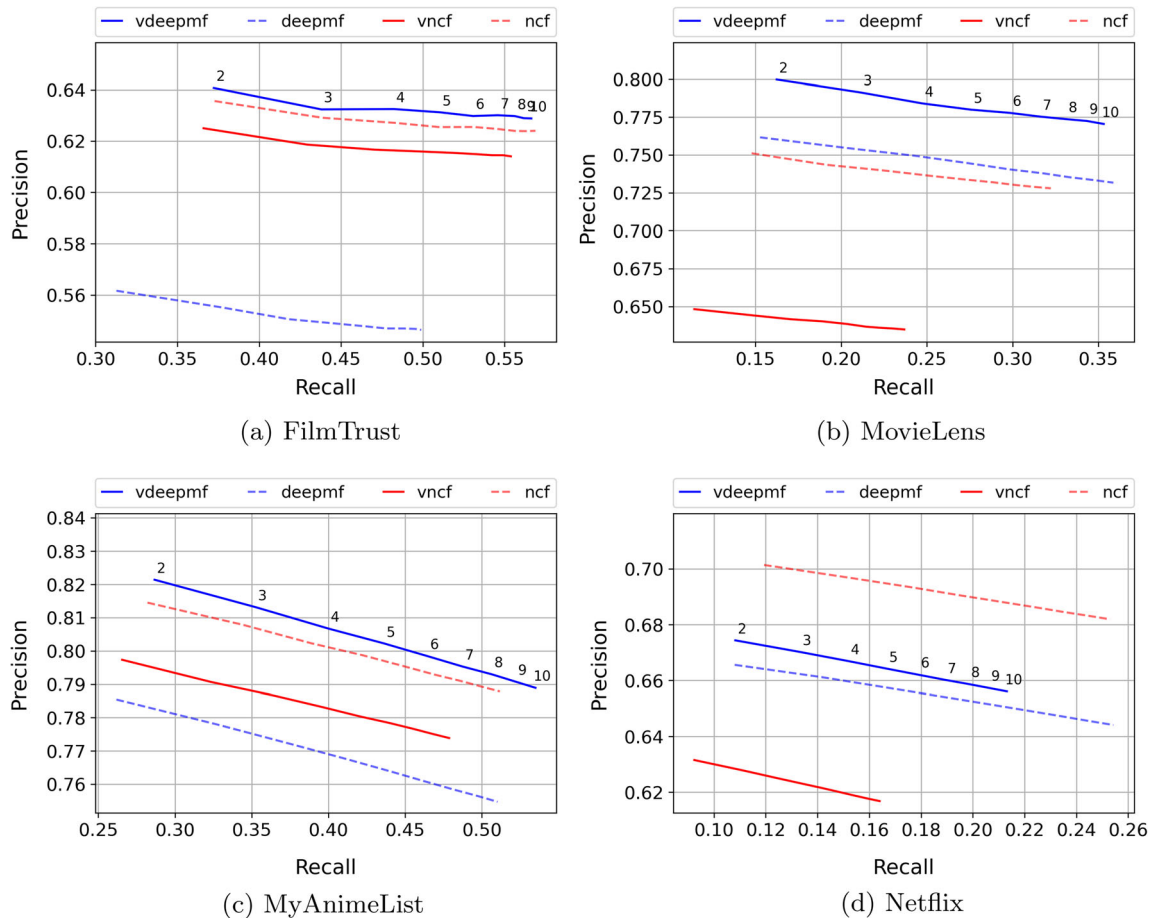 vdeepmf deepmf vncf ncf
0.64
0.62
0.60
0.58
0.56
Precision
2 3 4 5 6 7 8 9 10
0.30 0.35 0.40 0.45 0.50 0.55
Recall
(a) FilmTrust
vdeepmf deepmf vncf ncf
0.800
0.775
0.750
0.725
0.700
0.675
0.650
Precision
2 3 4 5 6 7 8 9 10
0.15 0.20 0.25 0.30 0.35
Recall
(b) MovieLens
vdeepmf deepmf vncf ncf
0.84
0.83
0.82
0.81
0.80
0.79
0.78
0.77
0.76
Precision
2 3 4 5 6 7 8 9 10
0.25 0.30 0.35 0.40 0.45 0.50
Recall
(c) MyAnimeList
vdeepmf deepmf vncf ncf
0.70
0.68
0.66
0.64
0.62
Precision
2 3 4 5 6 7 8 9 10
0.10 0.12 0.14 0.16 0.18 0.20 0.22 0.24 0.26
Recall
(d) Netflix